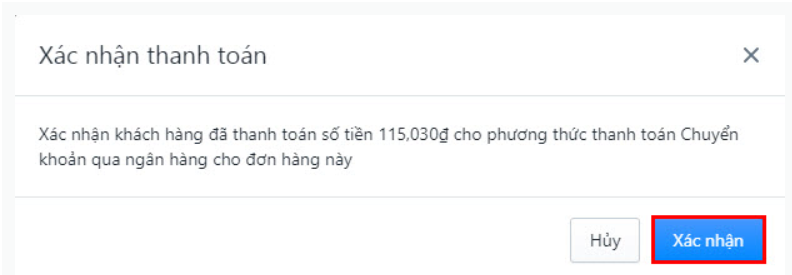 Xác nhận thanh toán
Xác nhận khách hàng đã thanh toán số tiền 115,030₫ cho phương thức thanh toán Chuyển
khoản qua ngân hàng cho đơn hàng này
Hủy
Xác nhận